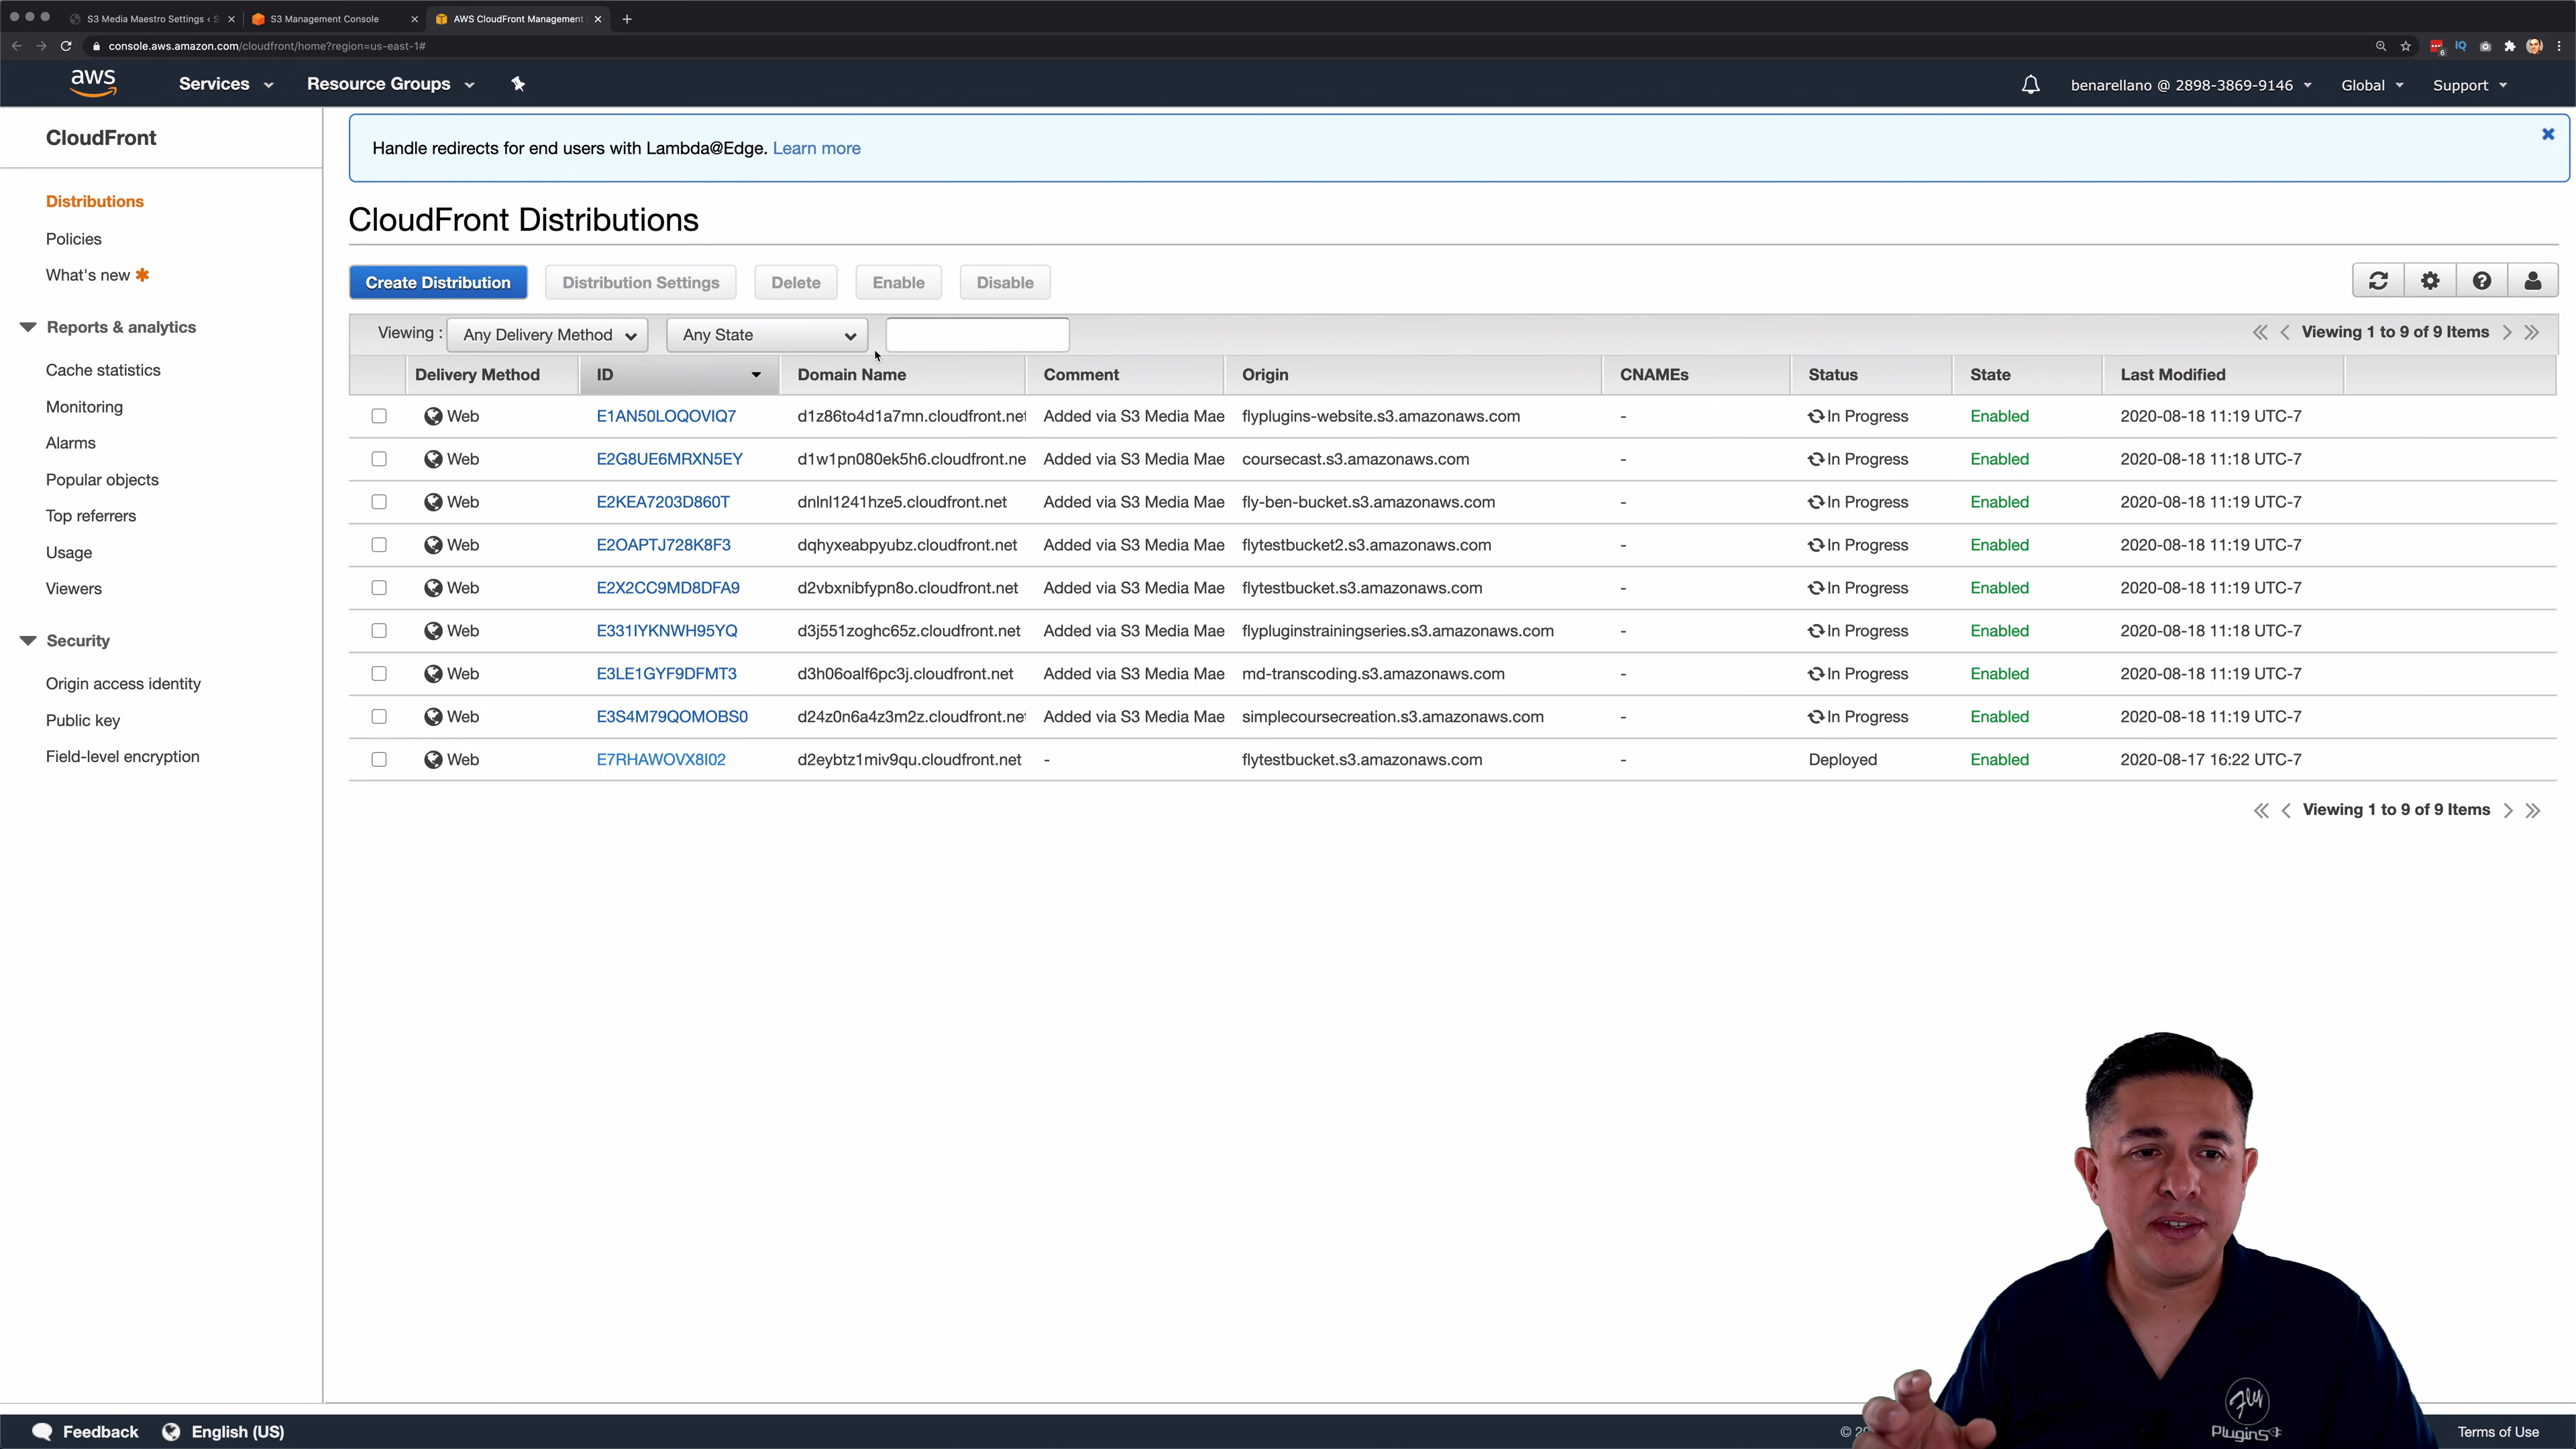 S3 Media Maestro Settings ‹ S
S3 Management Console
AWS CloudFront Management
console.aws.amazon.com/cloudfront/home?region=us-east-1#
6
IQ
aws
Services
Resource Groups
benarellano @ 2898-3869-9146
Global
Support
CloudFront
Distributions
Policies
What's new
Reports & analytics
Cache statistics
Monitoring
Alarms
Popular objects
Top referrers
Usage
Viewers
Security
Origin access identity
Public key
Field-level encryption
Handle redirects for end users with Lambda@Edge. Learn more
CloudFront Distributions
Create Distribution Distribution Settings Delete Enable Disable
Viewing : Any Delivery Method Any State Viewing 1 to 9 of 9 Items
Delivery Method ID Domain Name Comment Origin CNAMEs Status State Last Modified
Web E1AN50LOQOVIQ7 d1z86to4d1a7mn.cloudfront.net Added via S3 Media Mae flyplugins-website.s3.amazonaws.com - In Progress Enabled 2020-08-18 11:19 UTC-7
Web E2G8UE6MRXN5EY d1w1pn080ek5h6.cloudfront.ne Added via S3 Media Mae coursecast.s3.amazonaws.com - In Progress Enabled 2020-08-18 11:18 UTC-7
Web E2KEA7203D860T dnlnl1241hze5.cloudfront.net Added via S3 Media Mae fly-ben-bucket.s3.amazonaws.com - In Progress Enabled 2020-08-18 11:19 UTC-7
Web E2OAPTJ728K8F3 dqhyxeabpyubz.cloudfront.net Added via S3 Media Mae flytestbucket2.s3.amazonaws.com - In Progress Enabled 2020-08-18 11:19 UTC-7
Web E2X2CC9MD8DFA9 d2vbxnibfypn8o.cloudfront.net Added via S3 Media Mae flytestbucket.s3.amazonaws.com - In Progress Enabled 2020-08-18 11:19 UTC-7
Web E331IYKNWH95YQ d3j551zoghc65z.cloudfront.net Added via S3 Media Mae flypluginstrainingseries.s3.amazonaws.com - In Progress Enabled 2020-08-18 11:18 UTC-7
Web E3LE1GYF9DFMT3 d3h06oalf6pc3j.cloudfront.net Added via S3 Media Mae md-transcoding.s3.amazonaws.com - In Progress Enabled 2020-08-18 11:19 UTC-7
Web E3S4M79QOMOBS0 d24z0n6a4z3m2z.cloudfront.net Added via S3 Media Mae simplecoursecreation.s3.amazonaws.com - In Progress Enabled 2020-08-18 11:19 UTC-7
Web E7RHAWOVX8I02 d2eybtz1miv9qu.cloudfront.net - flytestbucket.s3.amazonaws.com - Deployed Enabled 2020-08-17 16:22 UTC-7
Viewing 1 to 9 of 9 Items
Fly
Plugins
Feedback English (US) © 20 Terms of Use